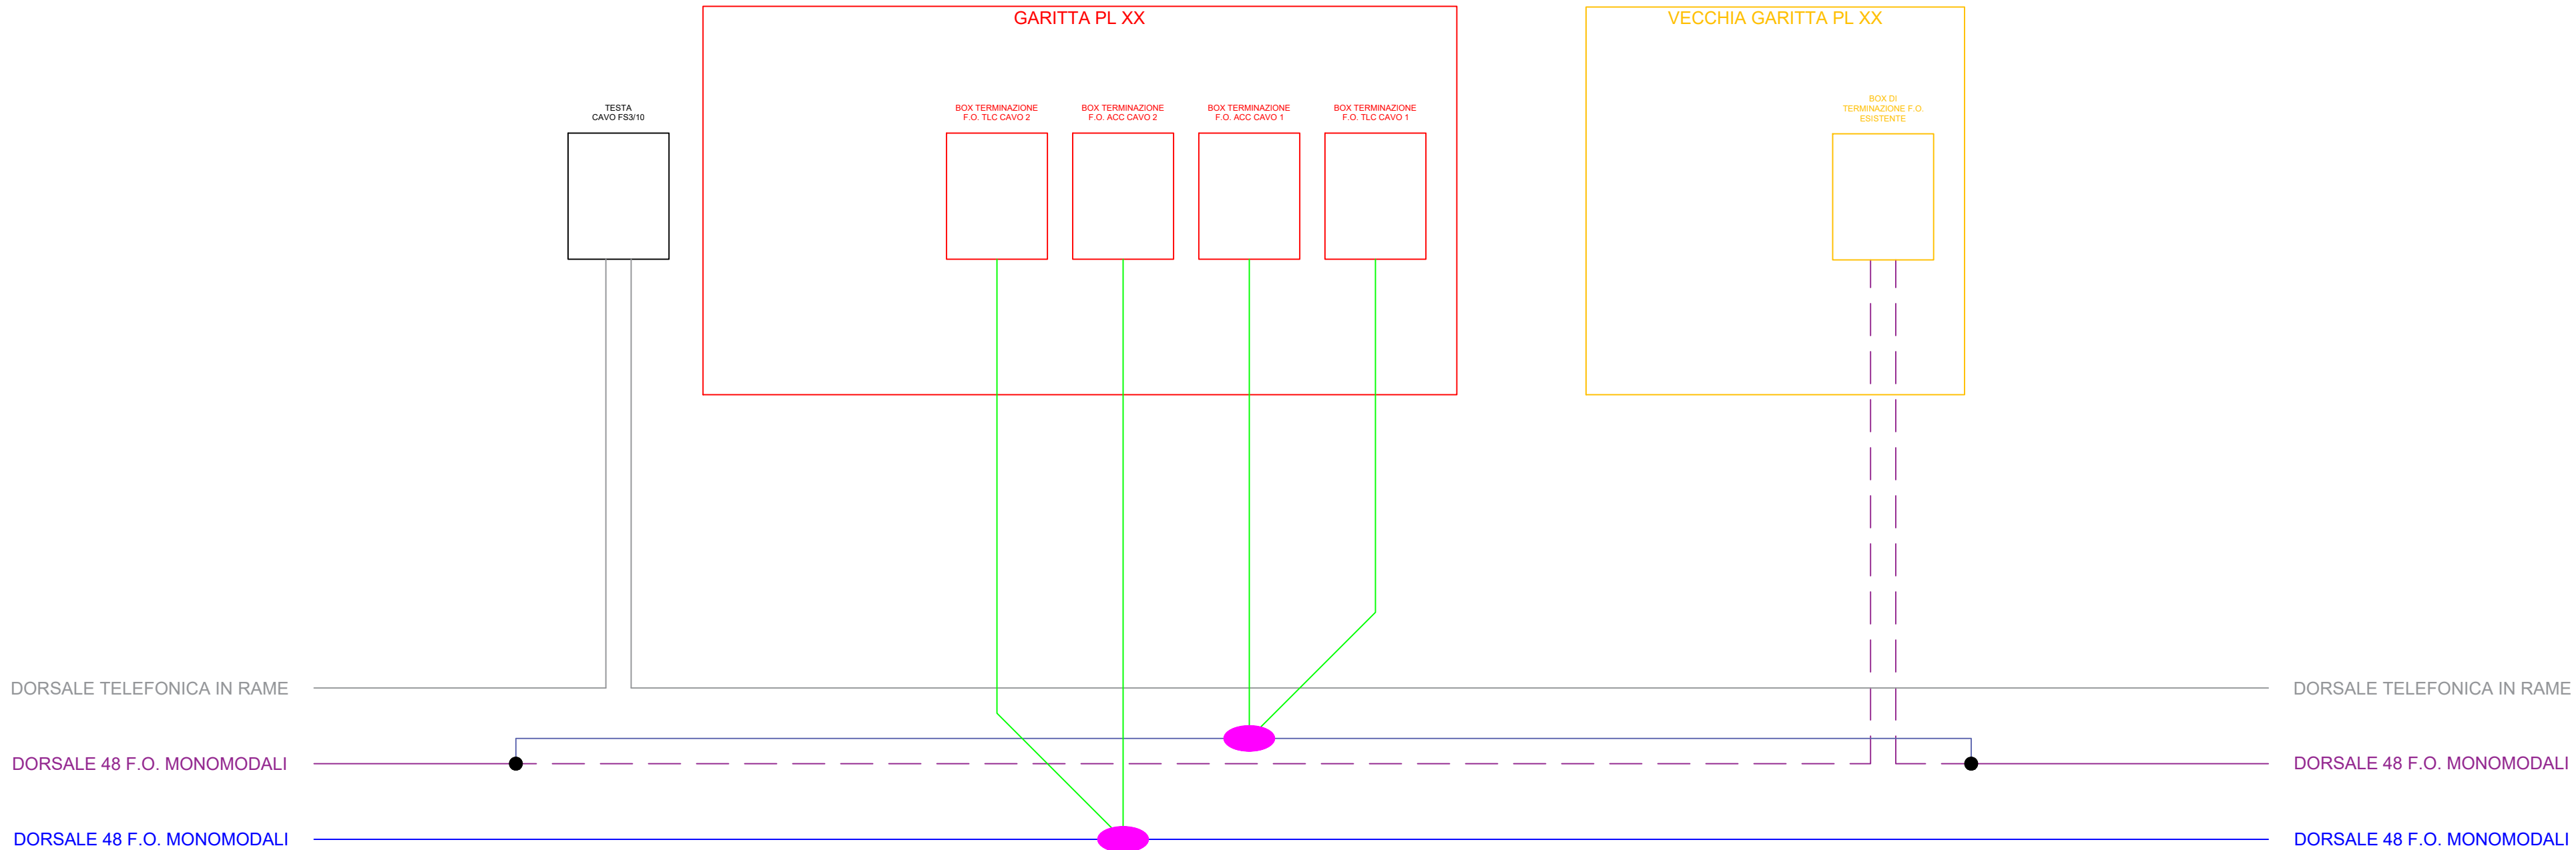 GARITTA PL XX
VECCHIA GARITTA PL XX
TESTA
CAVO FS3/10
BOX TERMINAZIONE
F.O. TLC CAVO 2
BOX TERMINAZIONE
F.O. ACC CAVO 2
BOX TERMINAZIONE
F.O. ACC CAVO 1
BOX TERMINAZIONE
F.O. TLC CAVO 1
BOX DI
TERMINAZIONE F.O.
ESISTENTE
DORSALE TELEFONICA IN RAME
DORSALE TELEFONICA IN RAME
DORSALE 48 F.O. MONOMODALI
DORSALE 48 F.O. MONOMODALI
DORSALE 48 F.O. MONOMODALI
DORSALE 48 F.O. MONOMODALI